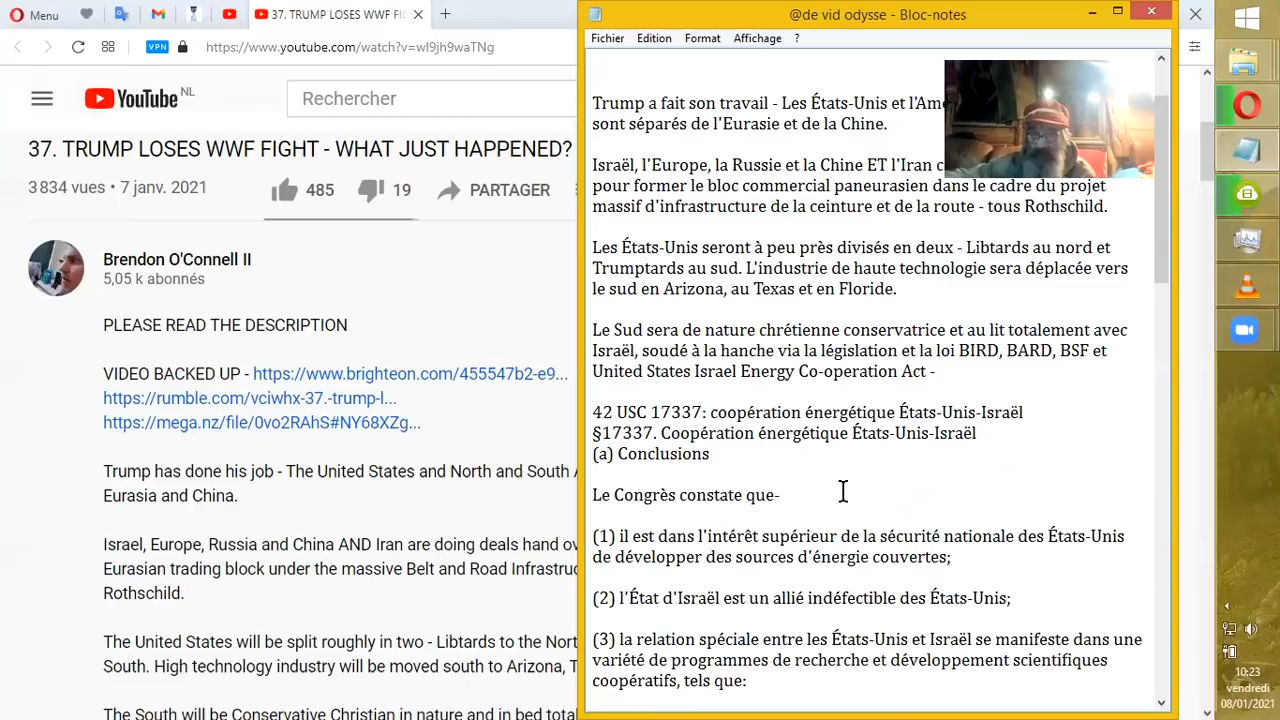 Menu
37. TRUMP LOSES WWF FI
VPN
https://www.youtube.com/watch?v=wI9jh9waTNg
YouTube NL
Rechercher
37. TRUMP LOSES WWF FIGHT - WHAT JUST HAPPENED?
3 834 vues • 7 janv. 2021
485
19
PARTAGER
Brendon O'Connell II
5,05 k abonnés
PLEASE READ THE DESCRIPTION
VIDEO BACKED UP - https://www.brighteon.com/455547b2-e9...
https://rumble.com/vciwhx-37.-trump-l...
https://mega.nz/file/0vo2RAhS#NY68XZg...
Trump has done his job - The United States and North and South A
Eurasia and China.
Israel, Europe, Russia and China AND Iran are doing deals hand ov
Eurasian trading block under the massive Belt and Road Infrastruc
Rothschild.
The United States will be split roughly in two - Libtards to the Nort
South. High technology industry will be moved south to Arizona, T
The South will be Conservative Christian in nature and in bed total
@de vid odysse - Bloc-notes
Fichier Edition Format Affichage ?
Trump a fait son travail - Les États-Unis et l'Amé
sont séparés de l'Eurasie et de la Chine.
Israël, l'Europe, la Russie et la Chine ET l'Iran c
pour former le bloc commercial paneurasien dans le cadre du projet
massif d'infrastructure de la ceinture et de la route - tous Rothschild.
Les États-Unis seront à peu près divisés en deux - Libtards au nord et
Trumptards au sud. L'industrie de haute technologie sera déplacée vers
le sud en Arizona, au Texas et en Floride.
Le Sud sera de nature chrétienne conservatrice et au lit totalement avec
Israël, soudé à la hanche via la législation et la loi BIRD, BARD, BSF et
United States Israel Energy Co-operation Act -
42 USC 17337: coopération énergétique États-Unis-Israël
§17337. Coopération énergétique États-Unis-Israël
(a) Conclusions
Le Congrès constate que-
(1) il est dans l'intérêt supérieur de la sécurité nationale des États-Unis
de développer des sources d'énergie couvertes;
(2) l'État d'Israël est un allié indéfectible des États-Unis;
(3) la relation spéciale entre les États-Unis et Israël se manifeste dans une
variété de programmes de recherche et développement scientifiques
coopératifs, tels que:
10:23
vendredi
08/01/2021